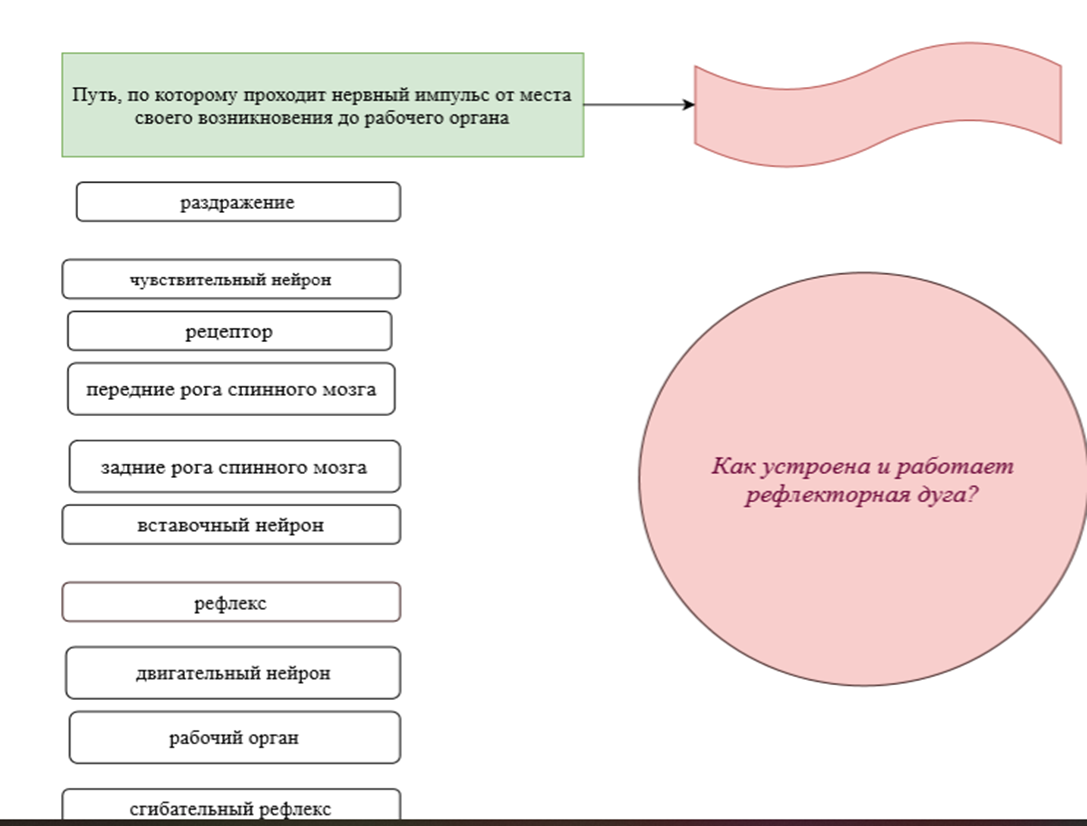 Путь, по которому проходит нервный импульс от места
своего возникновения до рабочего органа
раздражение
чувствительный нейрон
рецептор
передние рога спинного мозга
задние рога спинного мозга
вставочный нейрон
рефлекс
двигательный нейрон
рабочий орган
сгибательный рефлекс
Как устроена и работает
рефлекторная дуга?